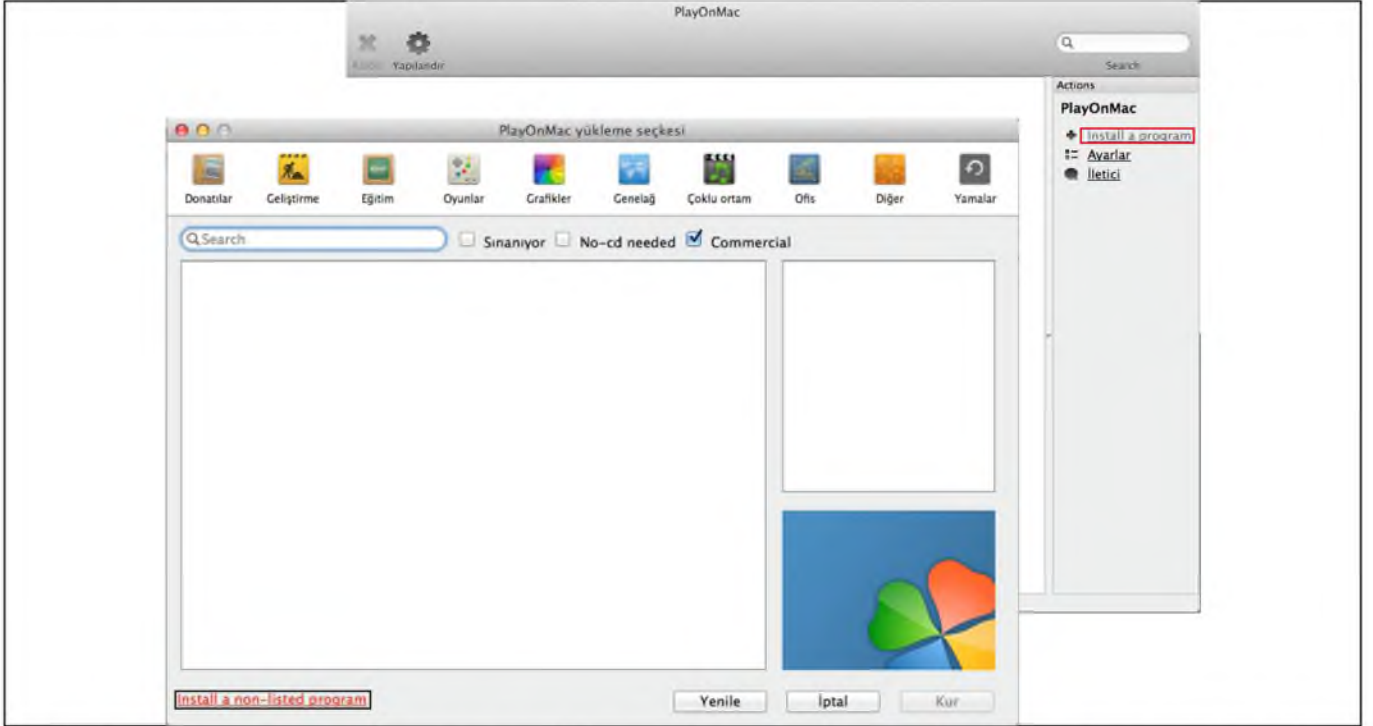 PlayOnMac
Yapılandır
Search
Actions
PlayOnMac
Install a program
Ayarlar
İletici
PlayOnMac yükleme seçkesi
Donatılar Geliştirme Eğitim Oyunlar Grafikler Genelağ Çoklu ortam Ofis Diğer Yamalar
Search Sınanıyor No-cd needed Commercial
Install a non-listed program Yenile İptal Kur